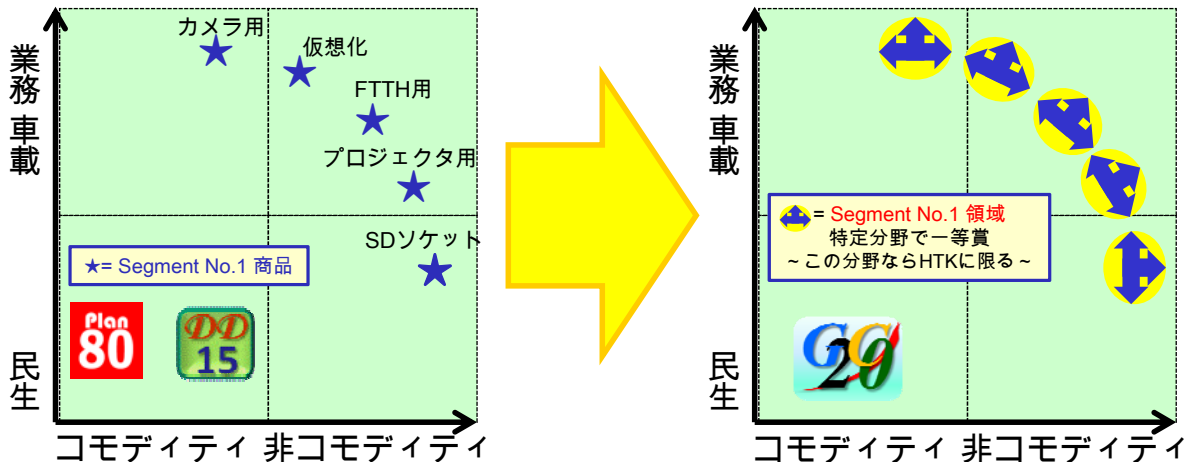 カメラ用
仮想化
FTTH用
プロジェクタ用
SDソケット
★= Segment No.1 商品
Plan
80
DD
15
業務 車載
民生
コモディティ 非コモディティ
= Segment No.1 領域
特定分野で一等賞
~この分野ならHTKに限る~
GC
20
業務 車載
民生
コモディティ 非コモディティ